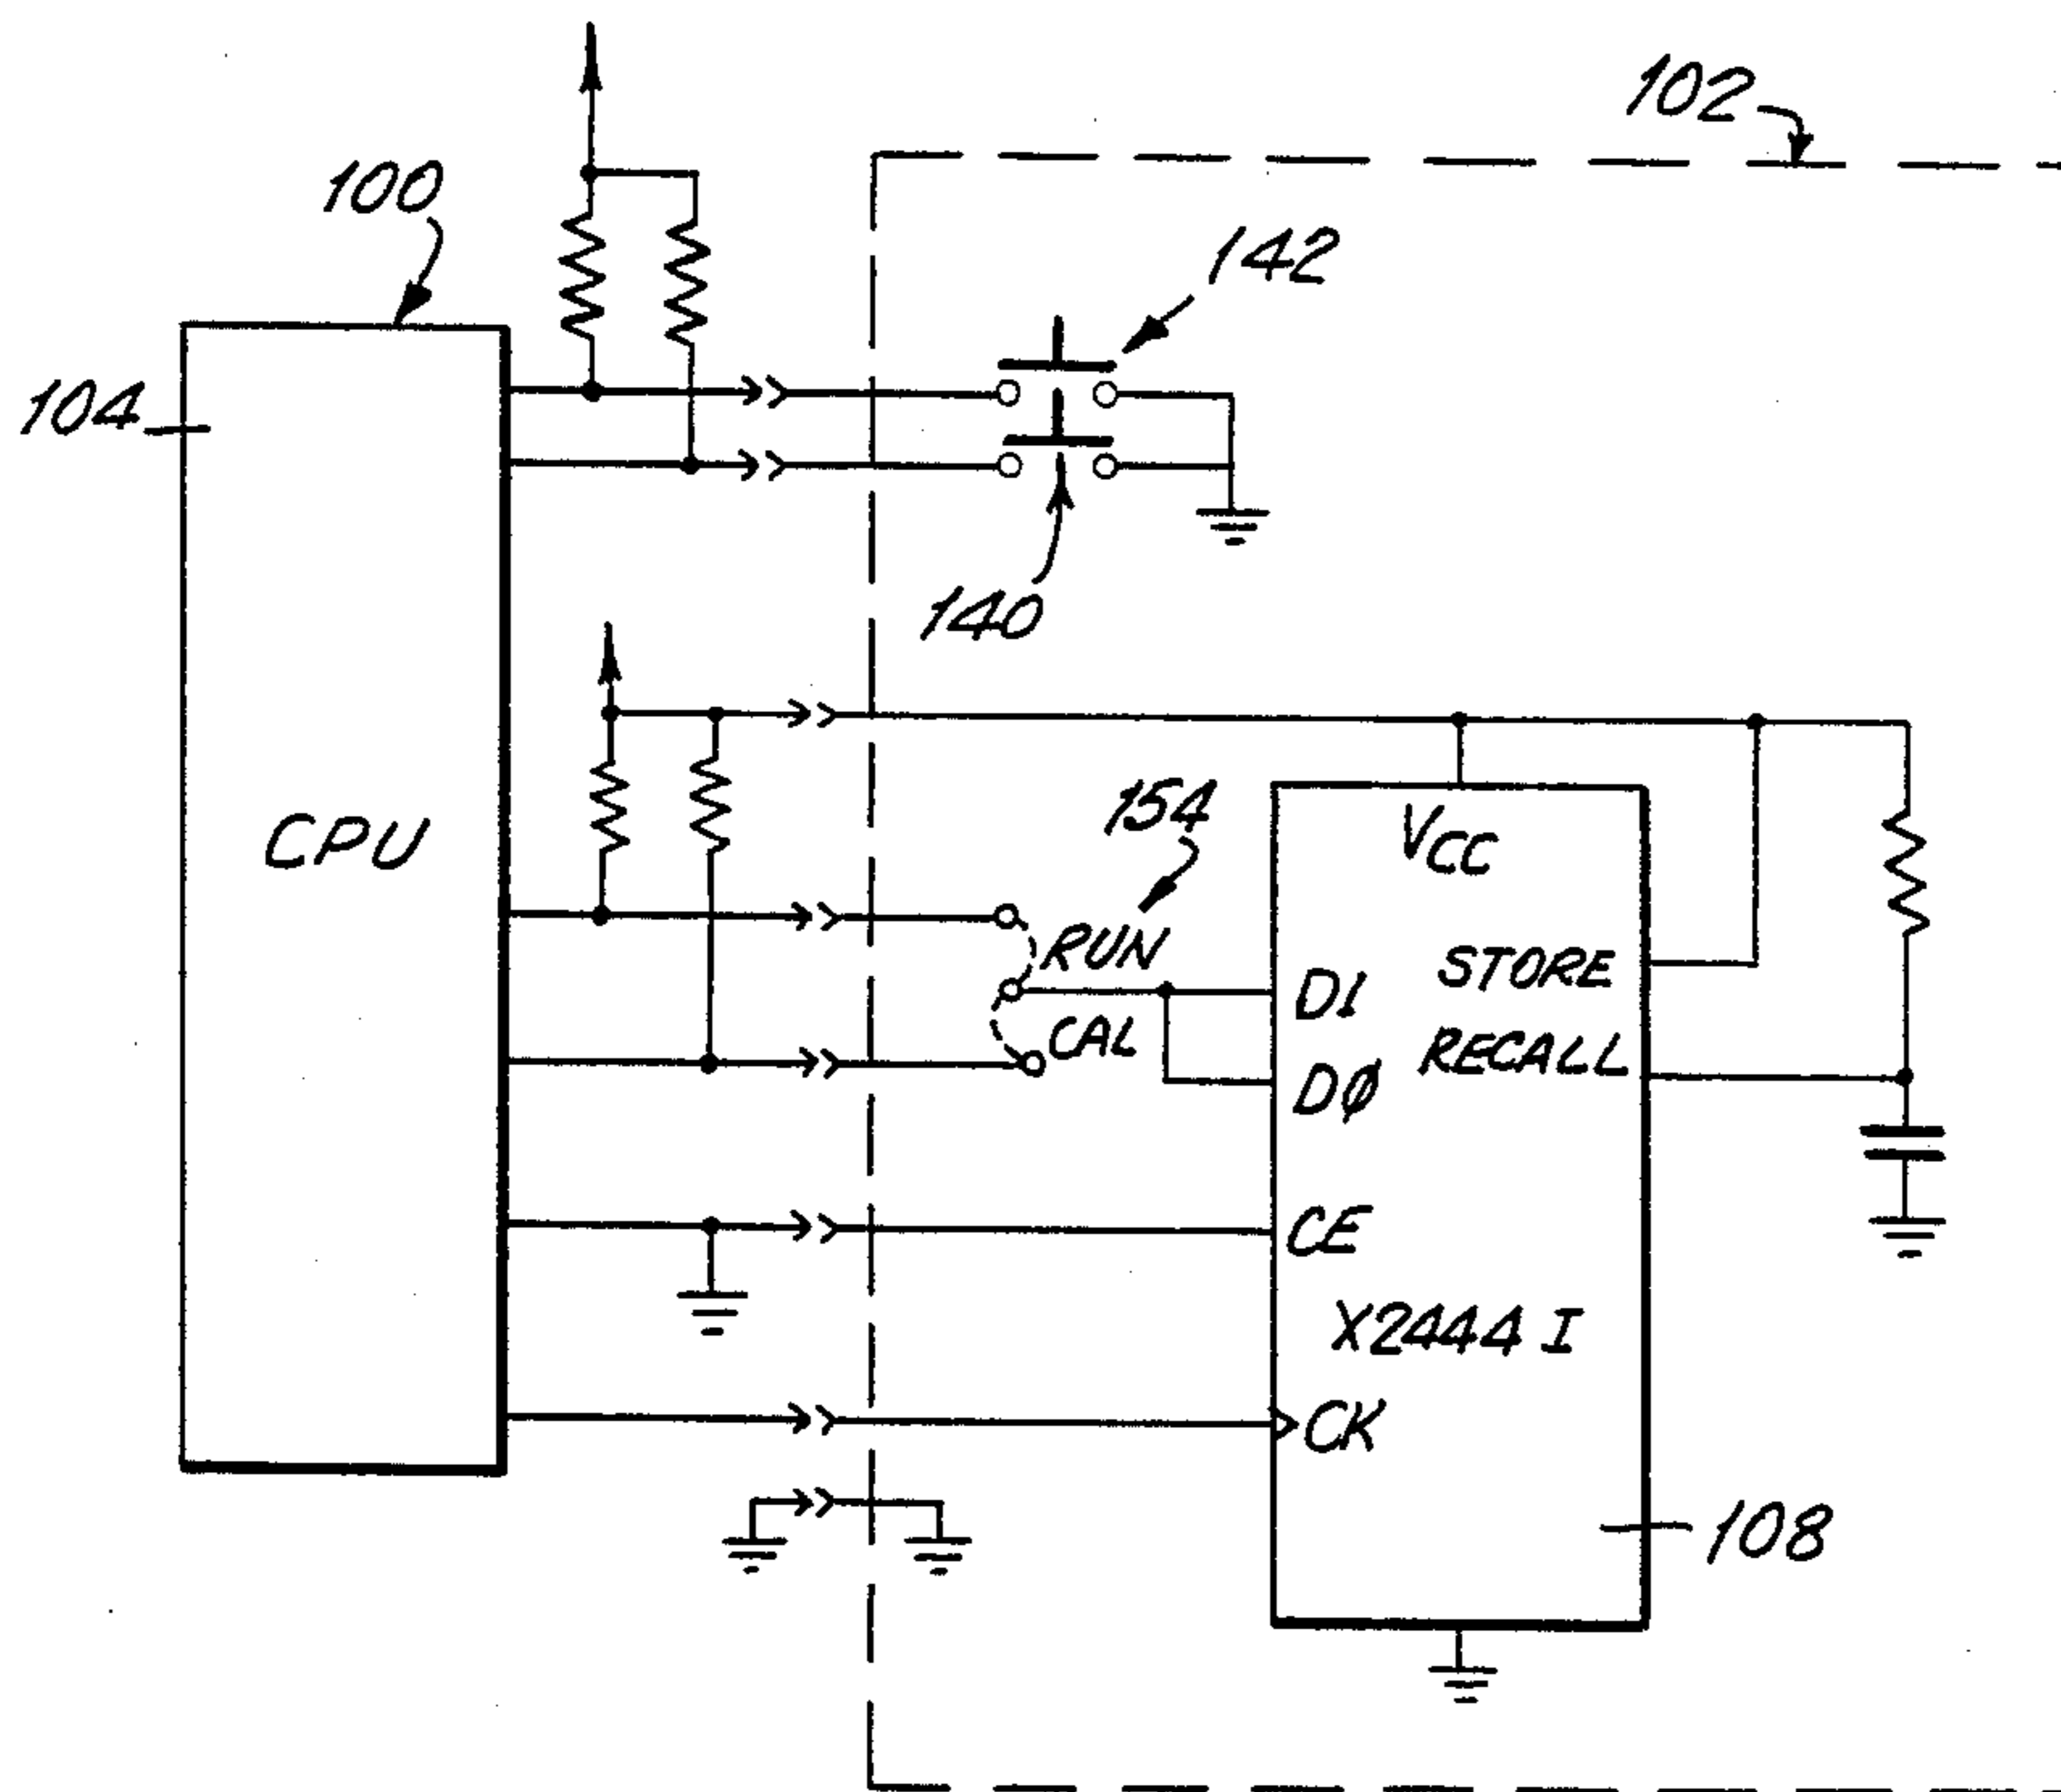 102
100
142
104
140
154
CPU
VCC
RUN
STORE
DI
CAL
RECALL
DØ
CE
X2444 I
CK
108